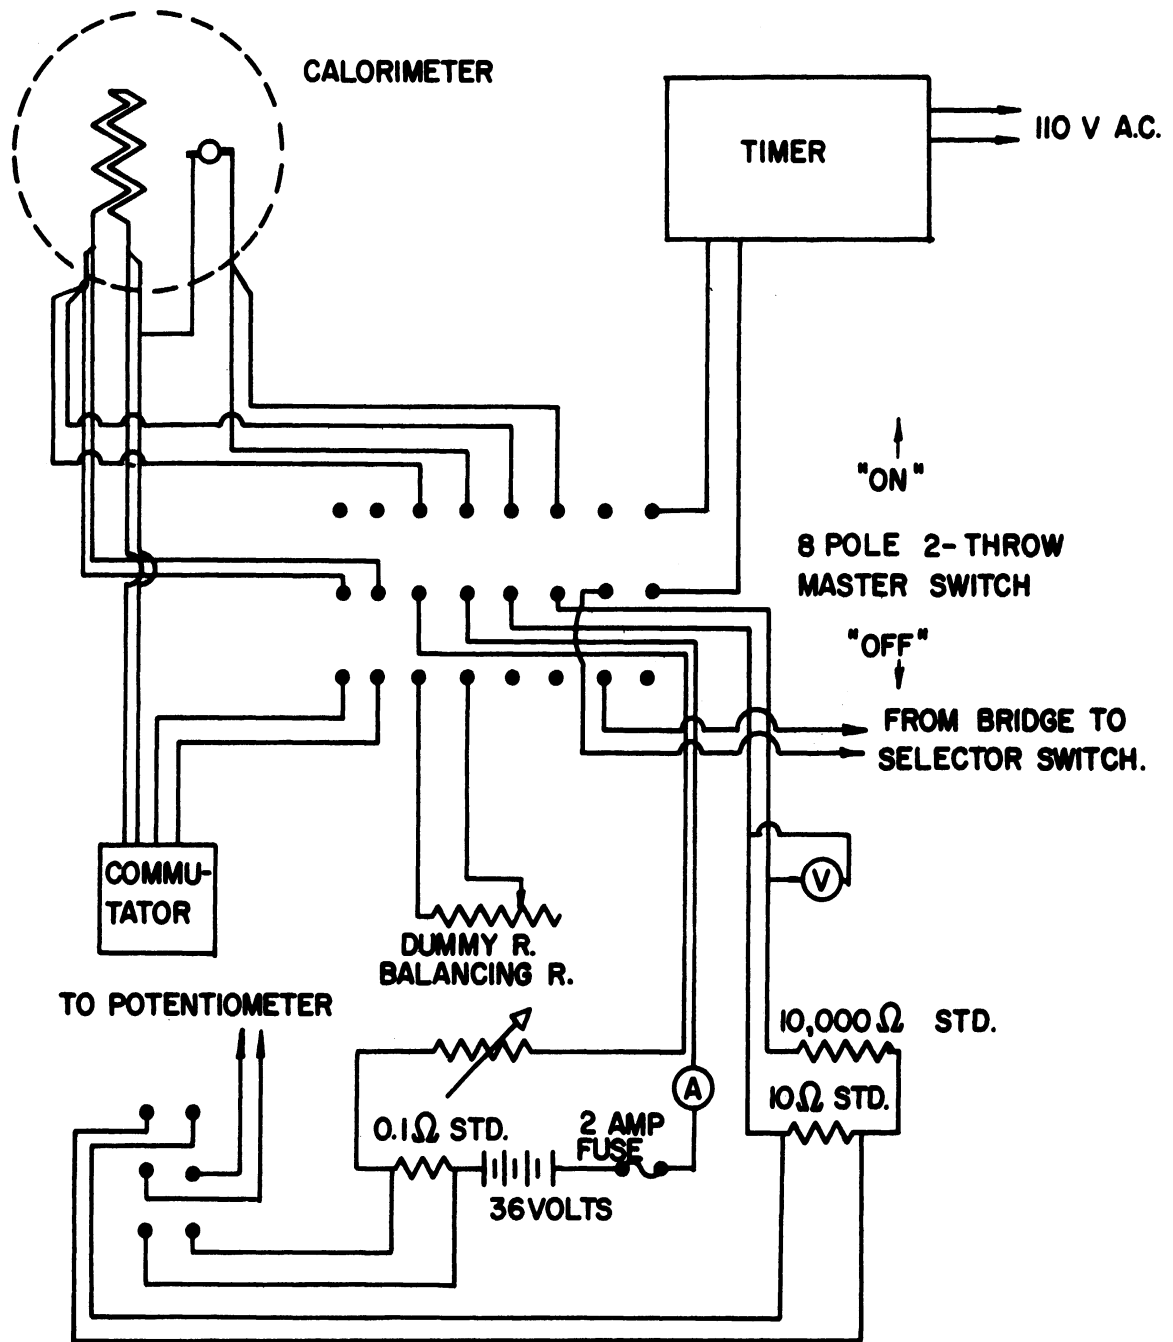 CALORIMETER
TIMER
110 V A.C.
"ON"
8 POLE 2-THROW
MASTER SWITCH
"OFF"
FROM BRIDGE TO
SELECTOR SWITCH.
COMMU-
TATOR
V
DUMMY R.
BALANCING R.
TO POTENTIOMETER
10,000 Ω STD.
A
10 Ω STD.
0.1 Ω STD.
2 AMP
FUSE
36 VOLTS